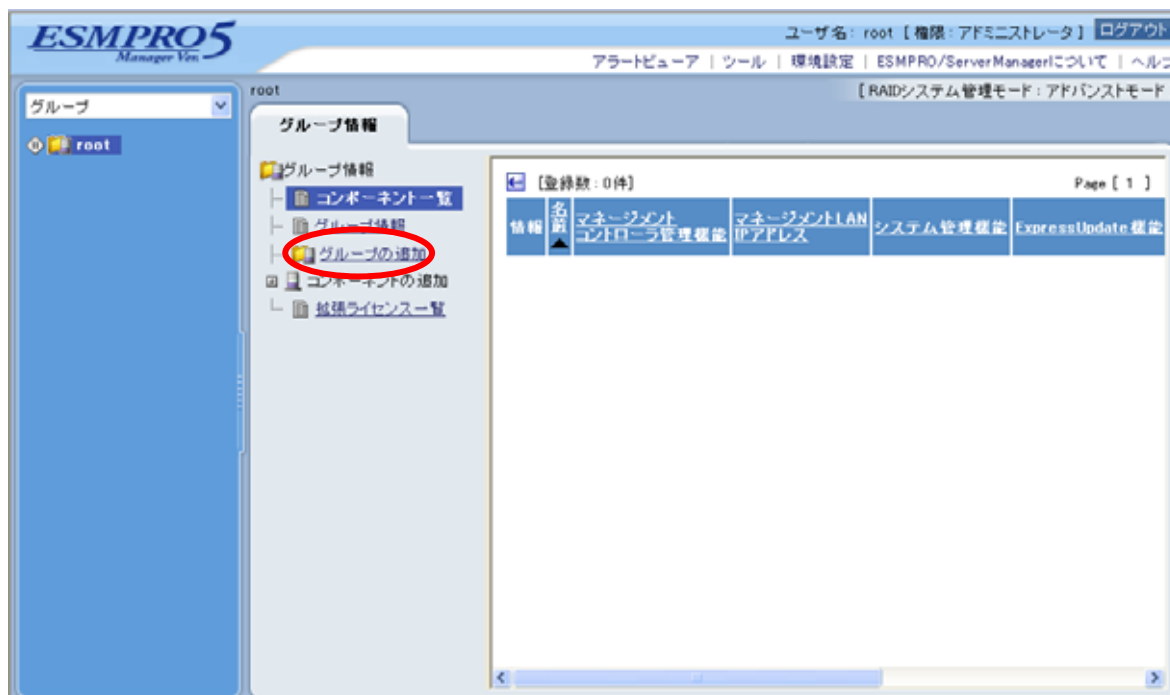 ESMPRO5
Manager Ver.
ユーザ名: root [ 権限 : アドミニストレータ ] ログアウト
アラートビューア | ツール | 環境設定 | ESMPRO/ServerManagerについて | ヘルプ
グループ
root
root
[ RAIDシステム管理モード : アドバンストモード
グループ情報
グループ情報
コンポーネント一覧
グループ情報
グループの追加
コンポーネントの追加
拡張ライセンス一覧
[登録数 : 0件]
Page [ 1 ]
情報
名前
マネージメント
コントローラ管理機能
マネージメントLAN
IPアドレス
システム管理機能
ExpressUpdate機能